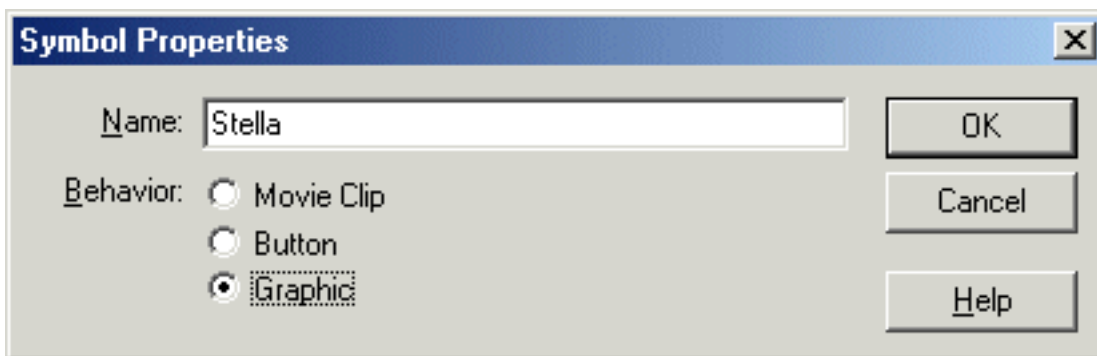 Symbol Properties
Name: Stella
OK
Behavior: Movie Clip
Cancel
Button
Graphic
Help